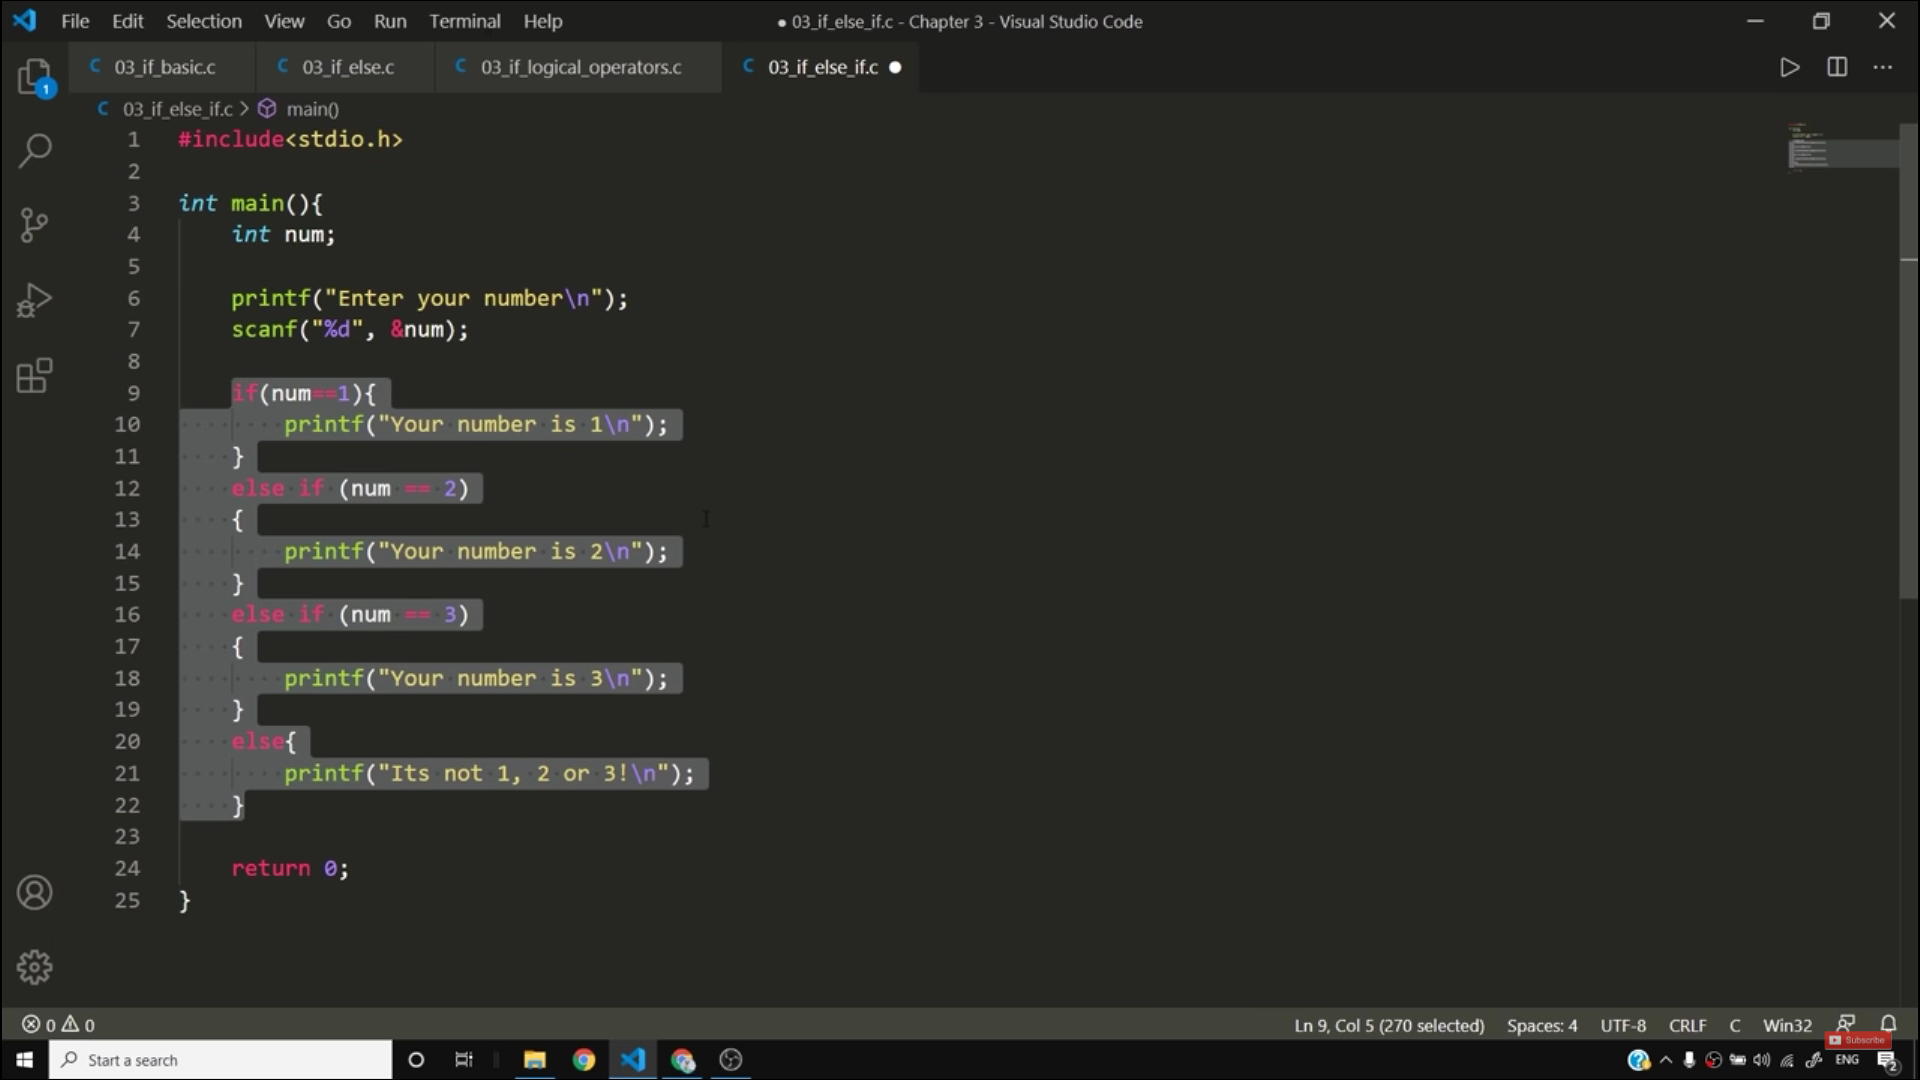 File Edit Selection View Go Run Terminal Help ● 03_if_else_if.c - Chapter 3 - Visual Studio Code
C 03_if_basic.c C 03_if_else.c C 03_if_logical_operators.c C 03_if_else_if.c ●
1
C 03_if_else_if.c > main()
1 #include<stdio.h>
2
3 int main(){
4 int num;
5
6 printf("Enter your number\n");
7 scanf("%d", &num);
8
9 if(num==1){
10 printf("Your number is 1\n");
11 }
12 else if (num == 2)
13 {
14 printf("Your number is 2\n");
15 }
16 else if (num == 3)
17 {
18 printf("Your number is 3\n");
19 }
20 else{
21 printf("Its not 1, 2 or 3!\n");
22 }
23
24 return 0;
25 }
0 0 Ln 9, Col 5 (270 selected) Spaces: 4 UTF-8 CRLF C Win32
Subscribe
Start a search ENG 2